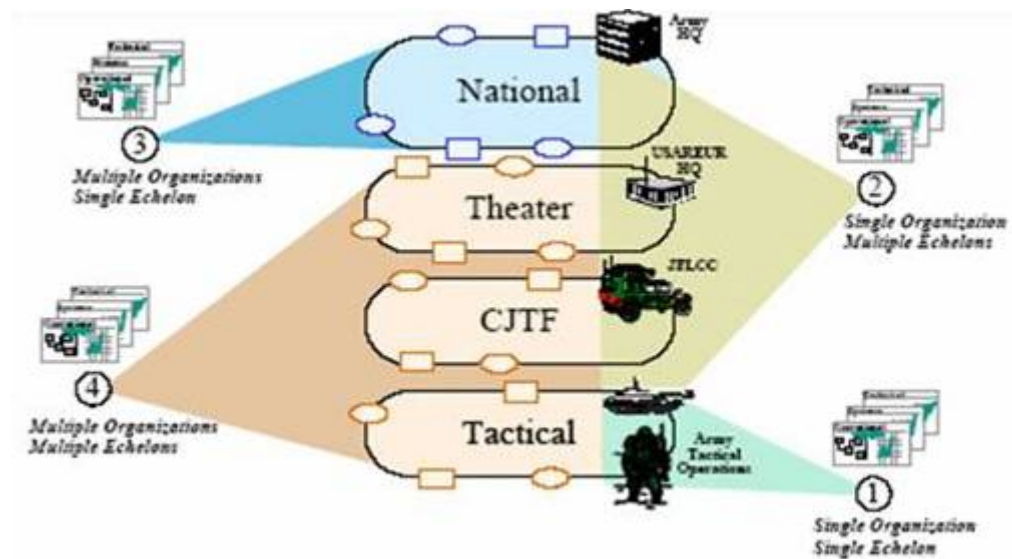 Army
HQ
National
3
Multiple Organizations
Single Echelon
USAREUR
HQ
2
Single Organization
Multiple Echelons
Theater
JFLCC
CJTF
4
Multiple Organizations
Multiple Echelons
Tactical
Army
Tactical
Operations
1
Single Organization
Single Echelon